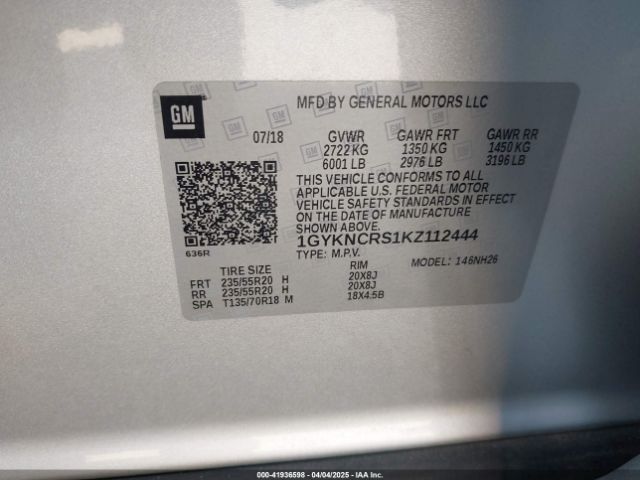 GM
MFD BY GENERAL MOTORS LLC
07/18 GVWR GAWR FRT GAWR RR
2722 KG 1350 KG 1450 KG
6001 LB 2976 LB 3196 LB
THIS VEHICLE CONFORMS TO ALL
APPLICABLE U.S. FEDERAL MOTOR
VEHICLE SAFETY STANDARDS IN EFFECT
ON THE DATE OF MANUFACTURE
SHOWN ABOVE.
1GYKNCRS1KZ112444
636R TYPE: M.P.V. MODEL: 146NH26
TIRE SIZE RIM
FRT 235/55R20 H 20X8J
RR 235/55R20 H 20X8J
SPA T135/70R18 M 18X4.5B
000-41936598 - 04/04/2025 - IAA Inc.